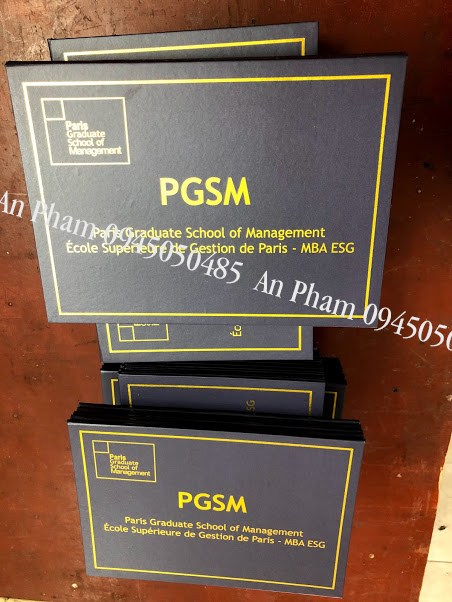 Paris
Graduate
School of
Management
PGSM
Paris Graduate School of Management
École Supérieure de Gestion de Paris - MBA ESG
An Pham 0945050485 An Pham 094505
ESG
Paris
Graduate
School of
Management
PGSM
Paris Graduate School of Management
École Supérieure de Gestion de Paris - MBA ESG